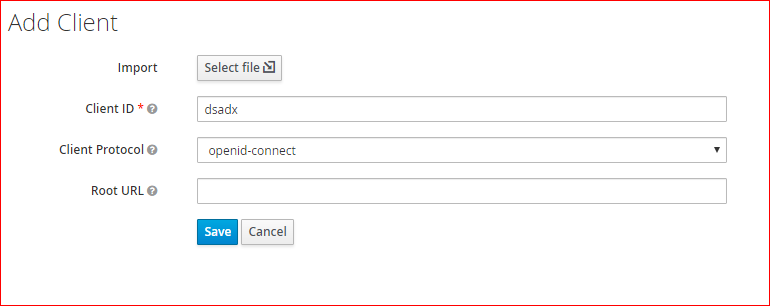 Add Client
Import Select file
Client ID * dsadx
Client Protocol openid-connect
Root URL
Save Cancel